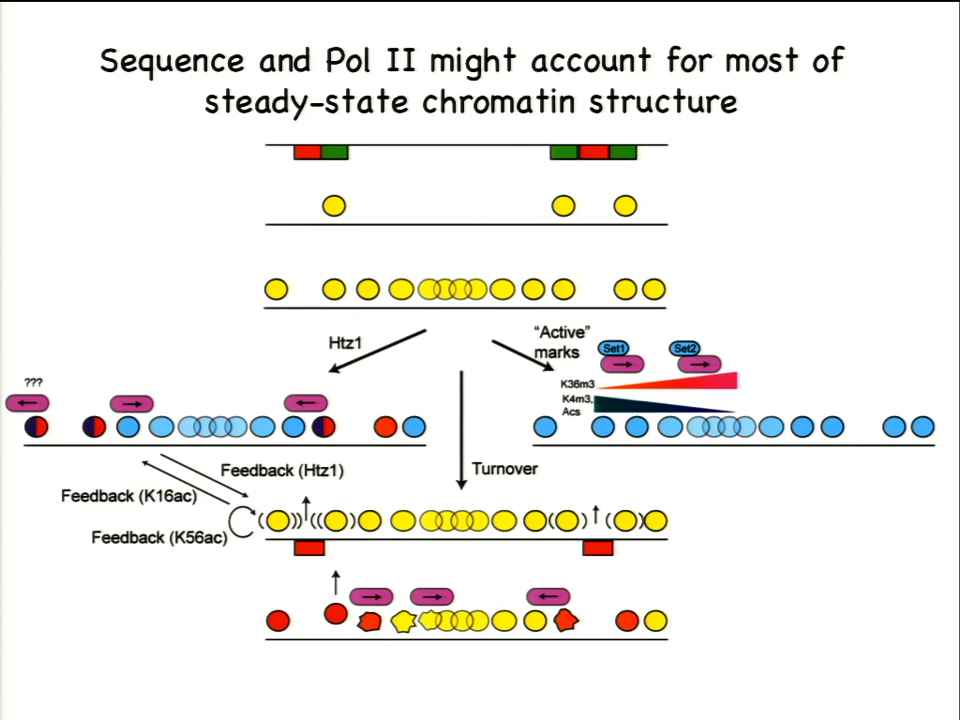 Sequence and Pol II might account for most of
steady-state chromatin structure
Htz1
"Active"
marks
Set1
Set2
???
K36m3
K4m3,
Acs
Feedback (Htz1)
Turnover
Feedback (K16ac)
Feedback (K56ac)